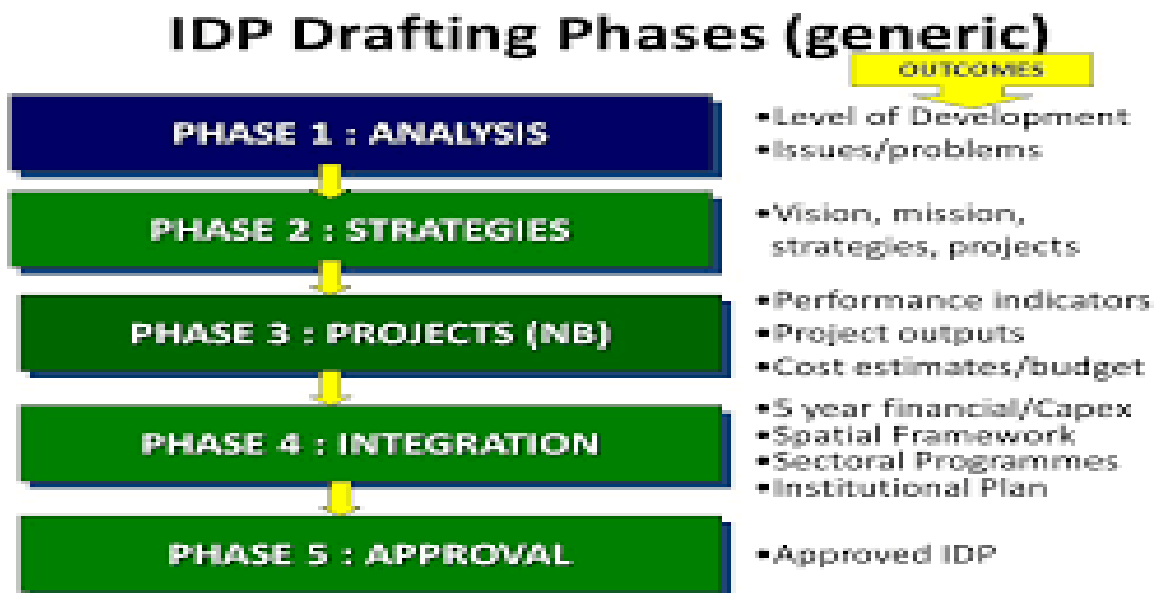 IDP Drafting Phases (generic)
OUTCOMES
PHASE 1 : ANALYSIS
•Level of Development
•Issues/problems
PHASE 2 : STRATEGIES
•Vision, mission,
strategies, projects
PHASE 3 : PROJECTS (NB)
•Performance indicators
•Project outputs
•Cost estimates/budget
PHASE 4 : INTEGRATION
•5 year financial/Capex
•Spatial Framework
•Sectoral Programmes
•Institutional Plan
PHASE 5 : APPROVAL
•Approved IDP